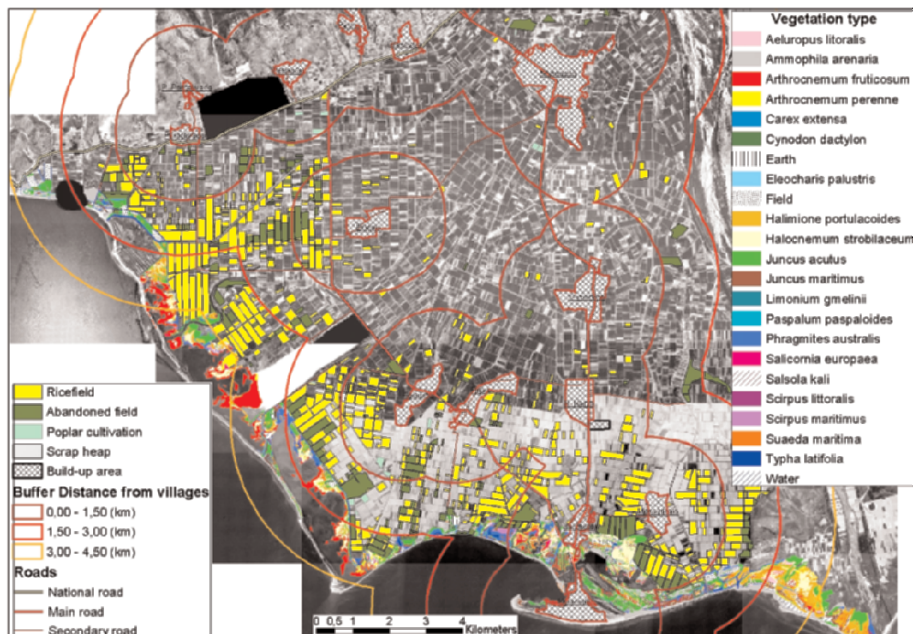 Vegetation type
Aeluropus litoralis
Ammophila arenaria
Arthrocnemum fruticosum
Arthrocnemum perenne
Carex extensa
Cynodon dactylon
Earth
Eleocharis palustris
Field
Halimione portulacoides
Halocnemum strobilaceum
Juncus acutus
Juncus maritimus
Limonium gmelinii
Paspalum paspaloides
Phragmites australis
Salicornia europaea
Salsola kali
Scirpus littoralis
Scirpus maritimus
Suaeda maritima
Typha latifolia
Water
Ricefield
Abandoned field
Poplar cultivation
Scrap heap
Build-up area
Buffer Distance from villages
0,00 - 1,50 (km)
1,50 - 3,00 (km)
3,00 - 4,50 (km)
Roads
National road
Main road
Secondary road
0 0,5 1 2 3 4
Kilometers